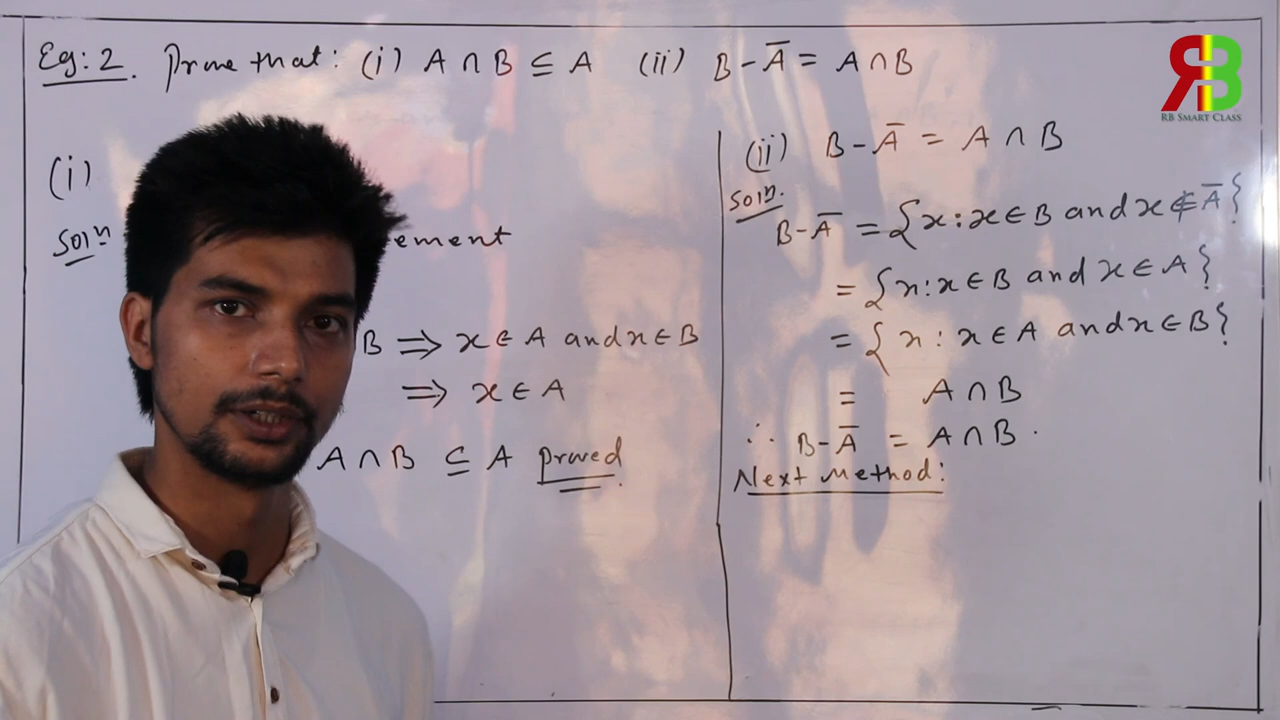 Eg: 2. Prove that: (i) A ∩ B ⊆ A (ii) B - A̅ = A ∩ B
RB SMART CLASS
(i)
Solⁿ
ement
B ⟹ x ∈ A and x ∈ B
⟹ x ∈ A
A ∩ B ⊆ A proved.
(ii) B - A̅ = A ∩ B
Solⁿ.
B - A̅ = {x : x ∈ B and x ∉ A̅}
= {x : x ∈ B and x ∈ A}
= {x : x ∈ A and x ∈ B}
= A ∩ B
∴ B - A̅ = A ∩ B.
Next Method: